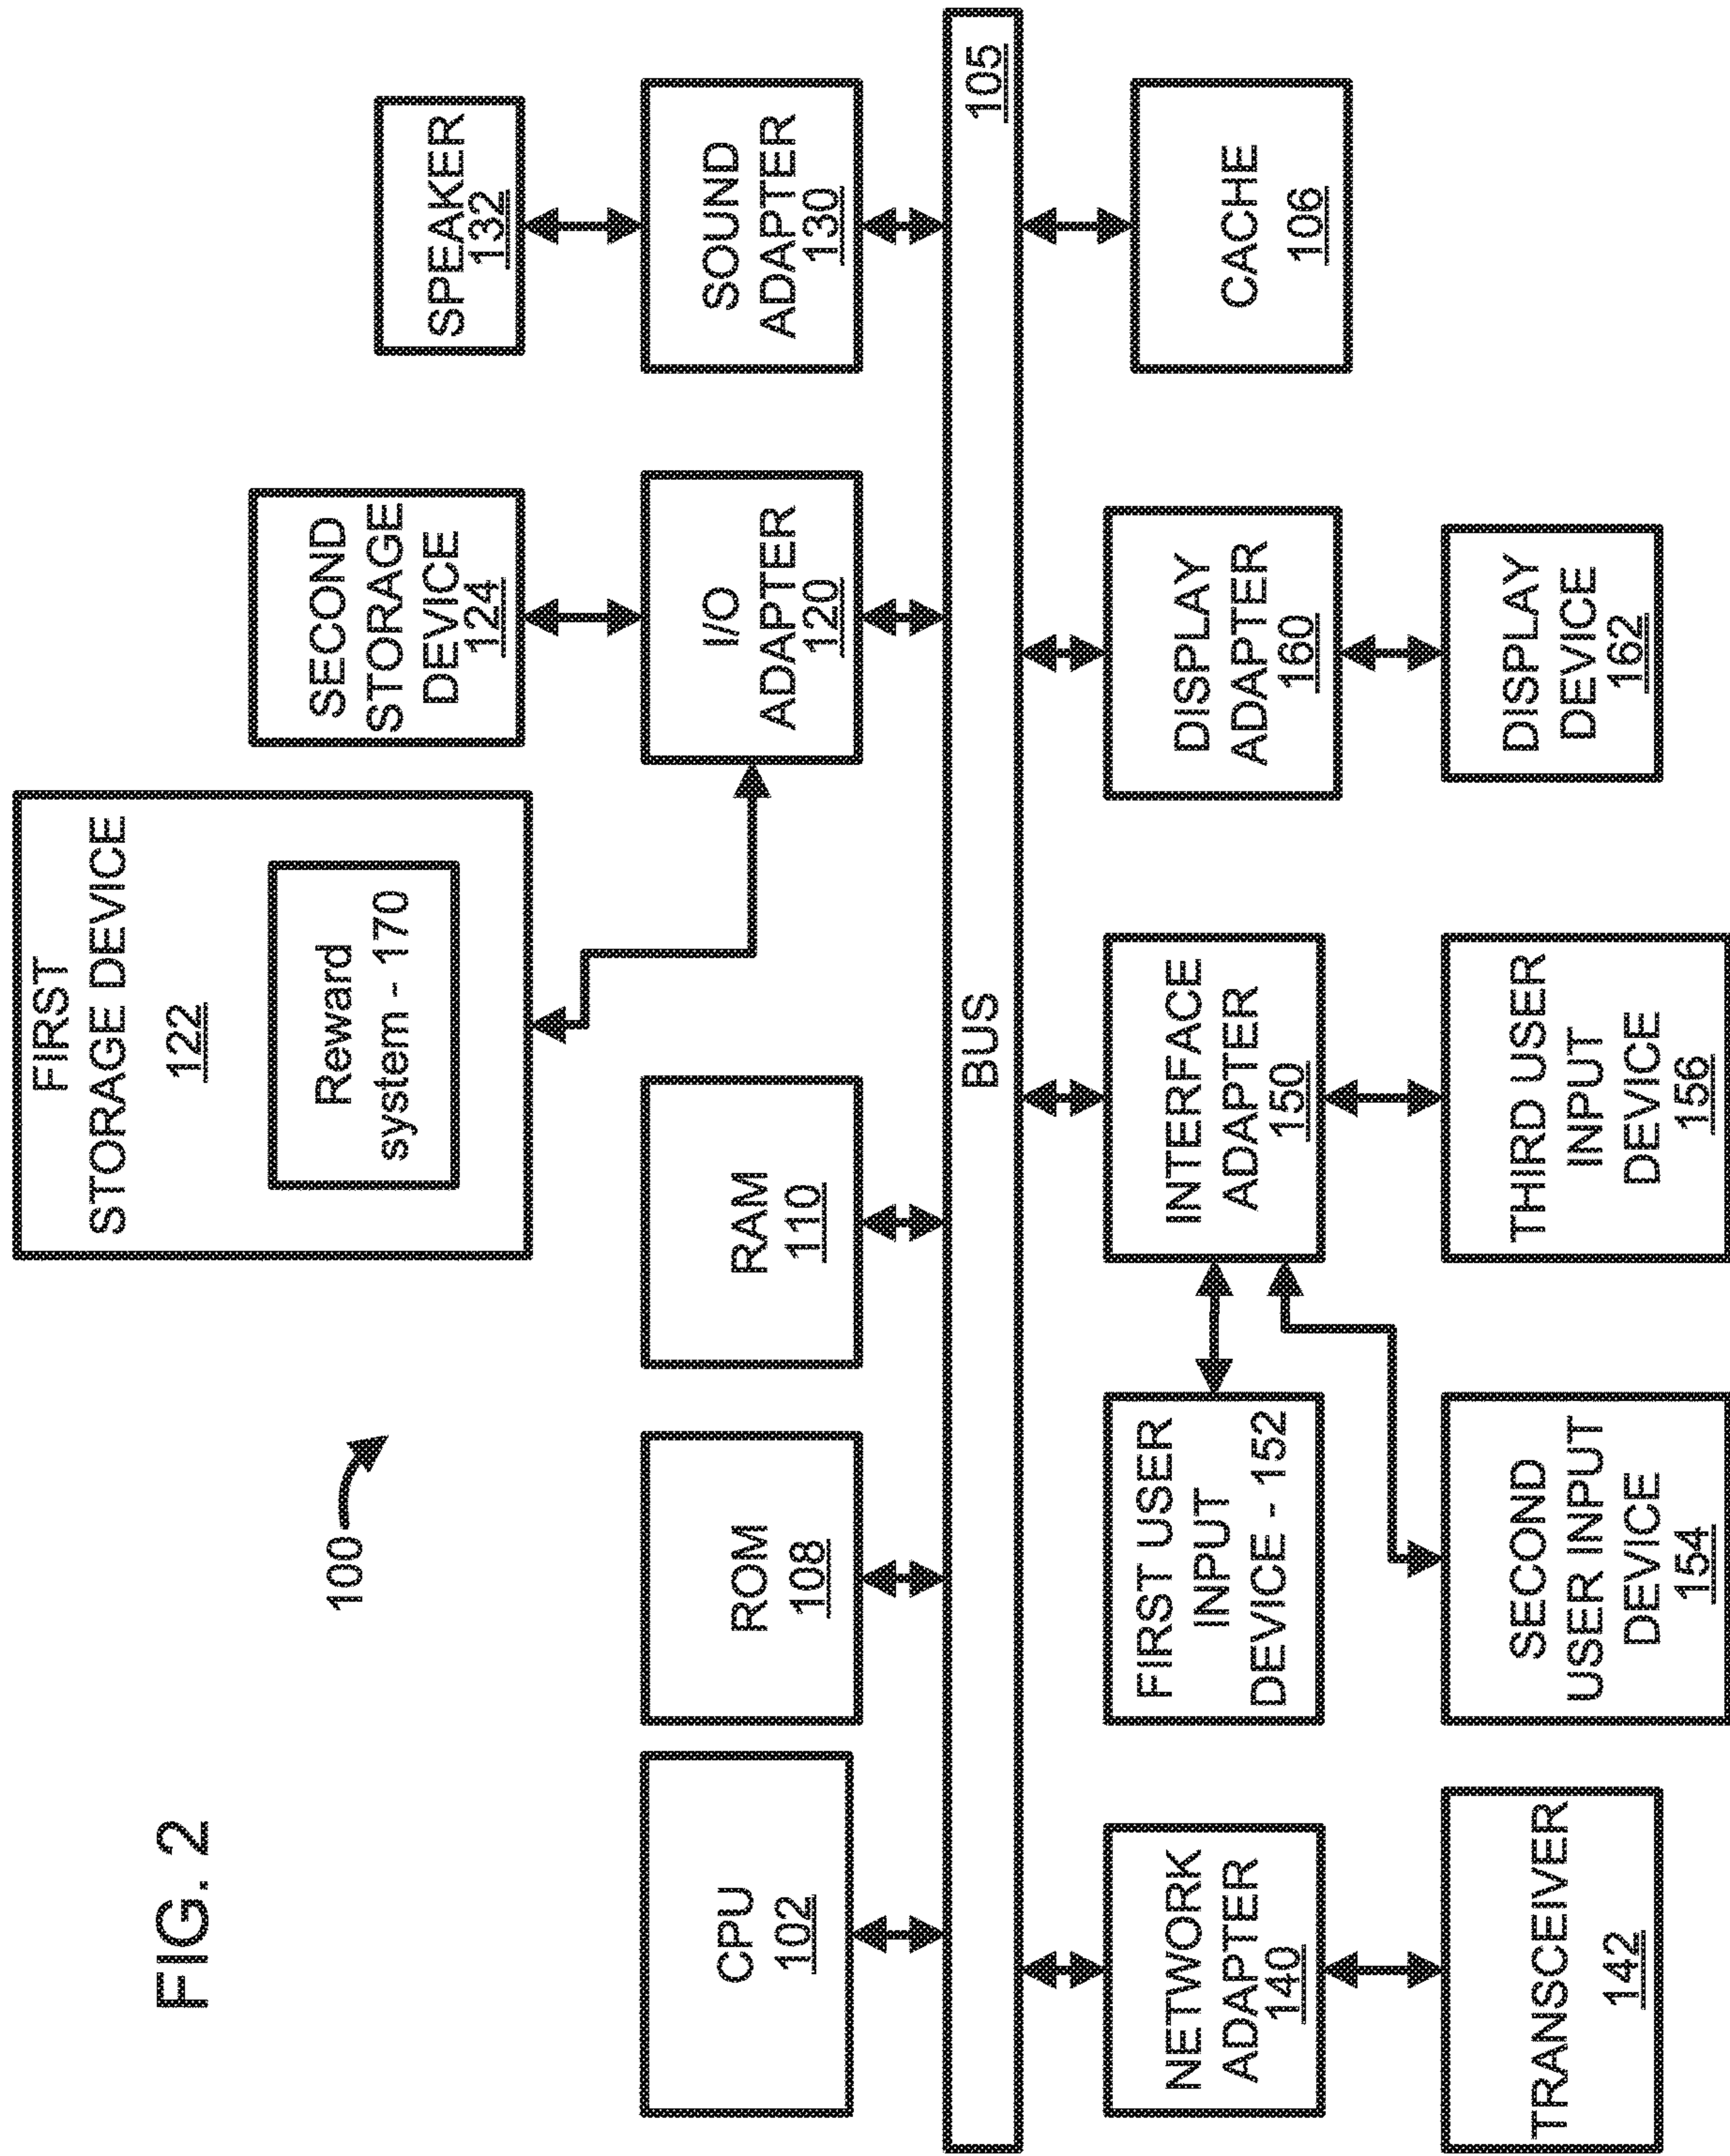 FIG. 2
100
FIRST
STORAGE DEVICE
122
Reward
system - 170
SECOND
STORAGE
DEVICE
124
SPEAKER
132
CPU
102
ROM
108
RAM
110
I/O
ADAPTER
120
SOUND
ADAPTER
130
BUS
105
NETWORK
ADAPTER
140
FIRST USER
INPUT
DEVICE - 152
INTERFACE
ADAPTER
150
DISPLAY
ADAPTER
160
CACHE
106
TRANSCEIVER
142
SECOND
USER INPUT
DEVICE
154
THIRD USER
INPUT
DEVICE
156
DISPLAY
DEVICE
162